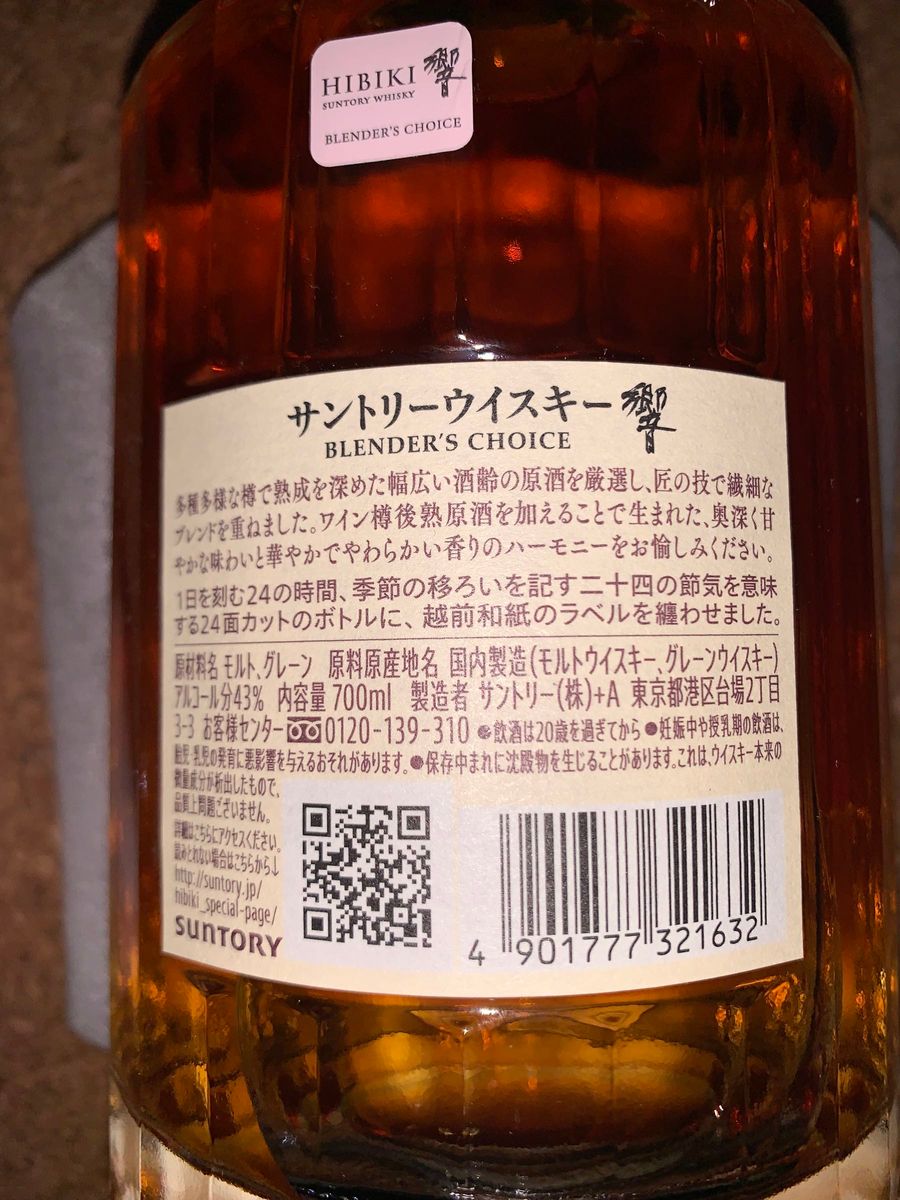 HIBIKI 響
SUNTORY WHISKY
BLENDER'S CHOICE
サントリーウイスキー 響
BLENDER'S CHOICE
多種多様な樽で熟成を深めた幅広い酒齢の原酒を厳選し、匠の技で繊細な
ブレンドを重ねました。ワイン樽後熟原酒を加えることで生まれた、奥深く甘
やかな味わいと華やかでやわらかい香りのハーモニーをお愉しみください。
1日を刻む24の時間、季節の移ろいを記す二十四の節気を意味
する24面カットのボトルに、越前和紙のラベルを纏わせました。
原材料名 モルト、グレーン 原料原産地名 国内製造(モルトウイスキー、グレーンウイスキー)
アルコール分43% 内容量 700ml 製造者 サントリー(株)+A 東京都港区台場2丁目
3-3 お客様センター 0120-139-310 ●飲酒は20歳を過ぎてから ●妊娠中や授乳期の飲酒は、
胎児・乳児の発育に悪影響を与えるおそれがあります。●保存中まれに沈殿物を生じることがあります。これは、ウイスキー本来の
微量成分が析出したもので、
品質上問題ございません。
詳細はこちらにアクセスください。
読みとれない場合はこちらから↓
http://suntory.jp/
hibiki_special-page/
SUNTORY
4 901777 321632